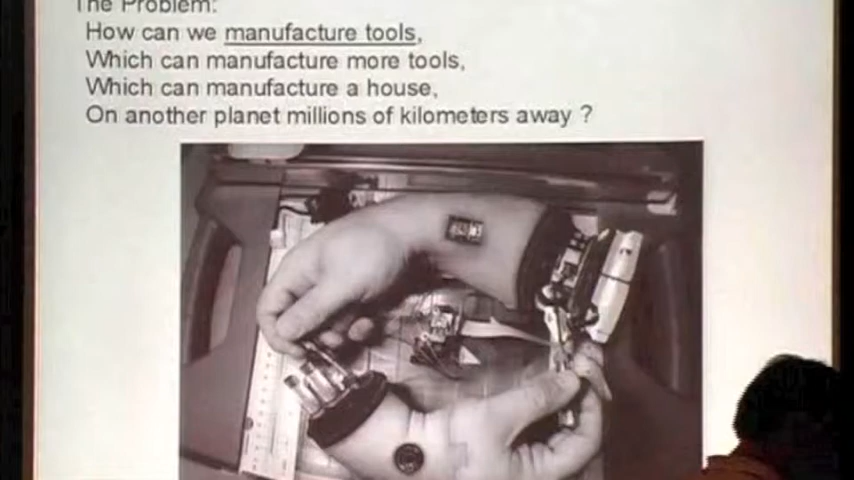 The Problem:
How can we manufacture tools,
Which can manufacture more tools,
Which can manufacture a house,
On another planet millions of kilometers away ?